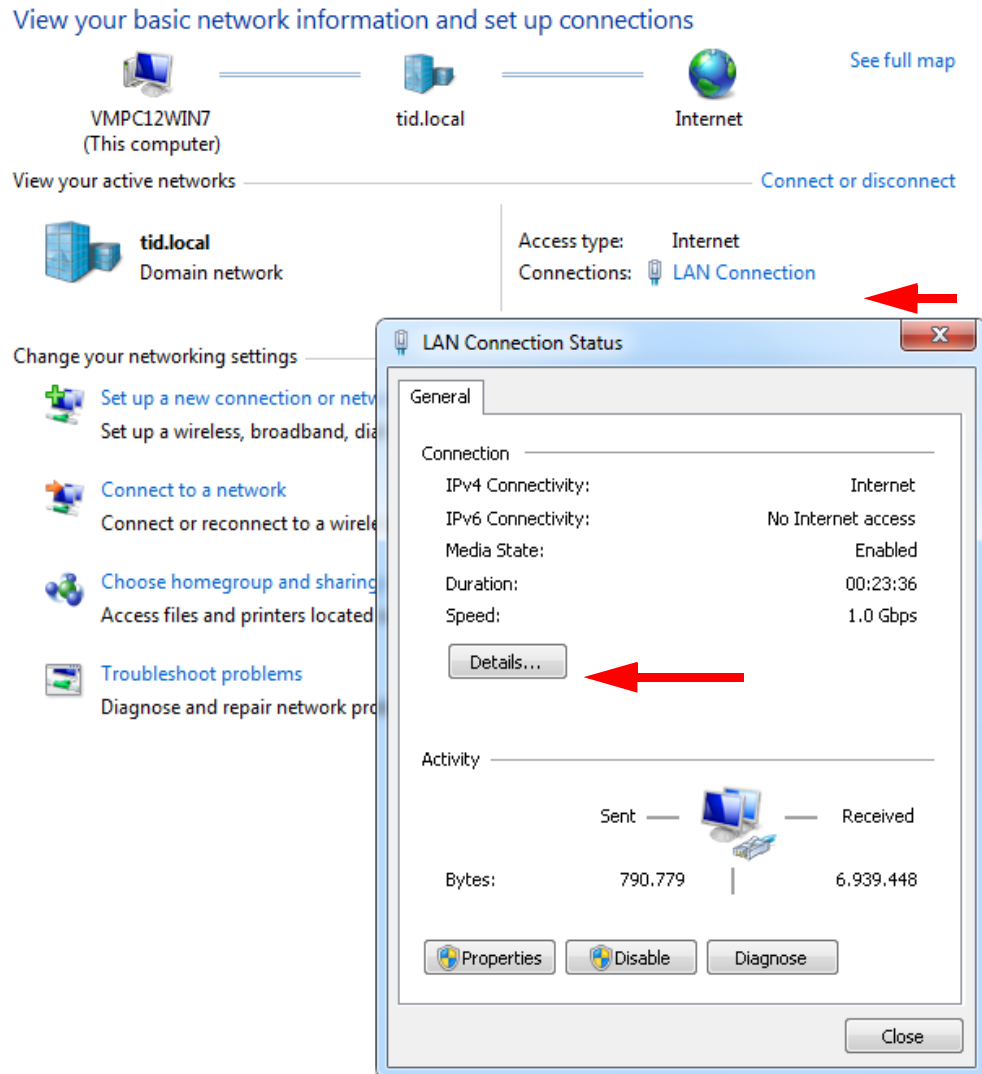 View your basic network information and set up connections
See full map
VMPC12WIN7
(This computer)
tid.local
Internet
View your active networks
Connect or disconnect
tid.local
Domain network
Access type: Internet
Connections: LAN Connection
Change your networking settings
Set up a new connection or netw
Set up a wireless, broadband, dia
Connect to a network
Connect or reconnect to a wirele
Choose homegroup and sharing
Access files and printers located
Troubleshoot problems
Diagnose and repair network pro
LAN Connection Status
X
General
Connection
IPv4 Connectivity: Internet
IPv6 Connectivity: No Internet access
Media State: Enabled
Duration: 00:23:36
Speed: 1.0 Gbps
Details...
Activity
Sent Received
Bytes: 790.779 6.939.448
Properties Disable Diagnose
Close